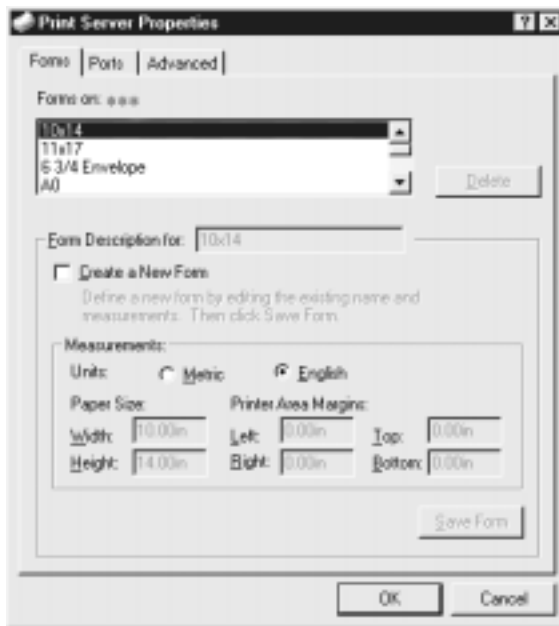 Print Server Properties
Forms Ports Advanced
Forms on: ***
10x14
11x17
6 3/4 Envelope
A0
Delete
Form Description for: 10x14
Create a New Form
Define a new form by editing the existing name and
measurements. Then click Save Form.
Measurements:
Units: Metric English
Paper Size: Printer Area Margins:
Width: 10.00in Left: 0.00in Top: 0.00in
Height: 14.00in Right: 0.00in Bottom: 0.00in
Save Form
OK Cancel